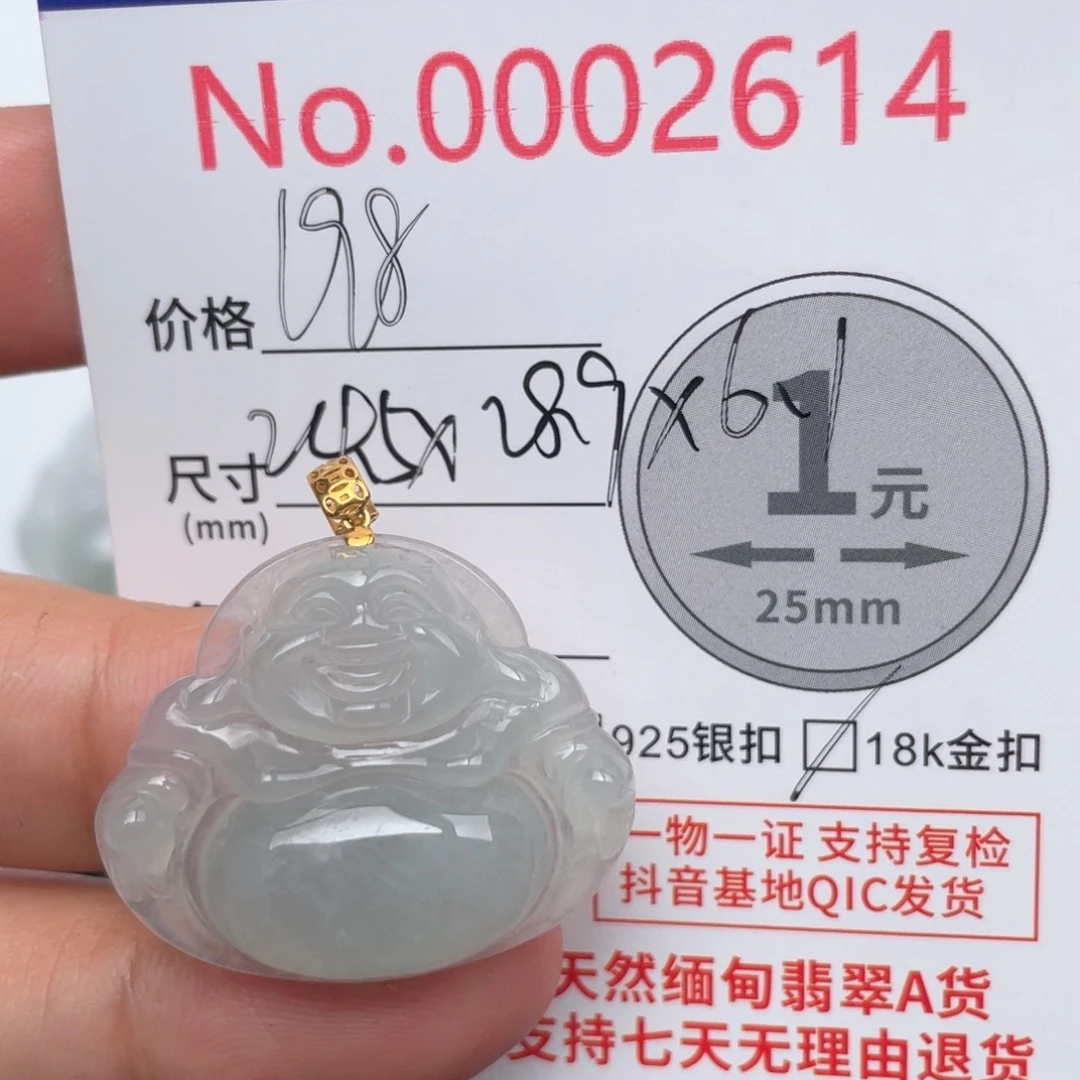 No.0002614
价格 198
尺寸 24.5x 28.9x6.1
(mm)
1元
25mm
925银扣 18k金扣
一物一证 支持复检
抖音基地QIC发货
天然缅甸翡翠A货
支持七天无理由退货